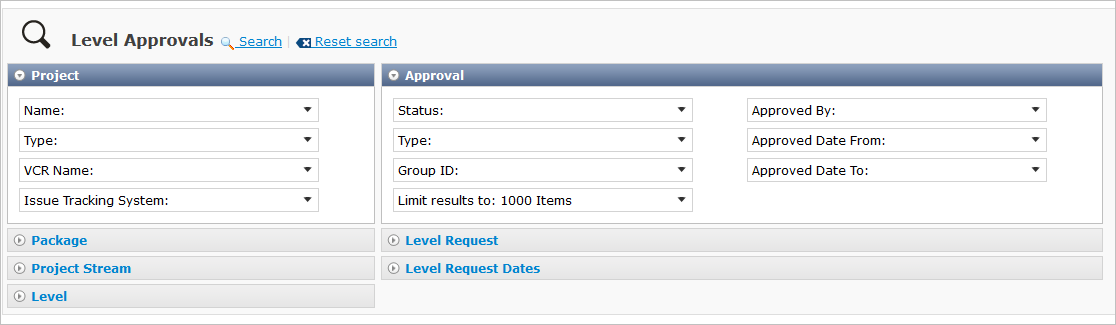 Level Approvals Search | Reset search
Project
Name:
Type:
VCR Name:
Issue Tracking System:
Package
Project Stream
Level
Approval
Status:
Type:
Group ID:
Limit results to: 1000 Items
Approved By:
Approved Date From:
Approved Date To:
Level Request
Level Request Dates